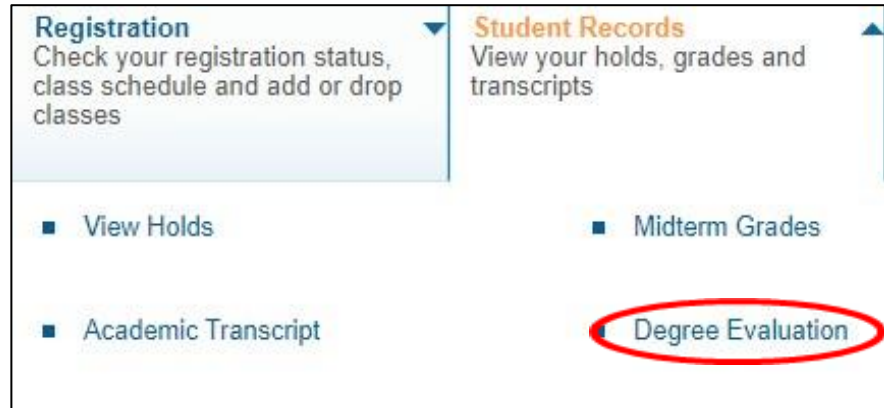 Registration
Check your registration status,
class schedule and add or drop
classes
Student Records
View your holds, grades and
transcripts
View Holds
Midterm Grades
Academic Transcript
Degree Evaluation